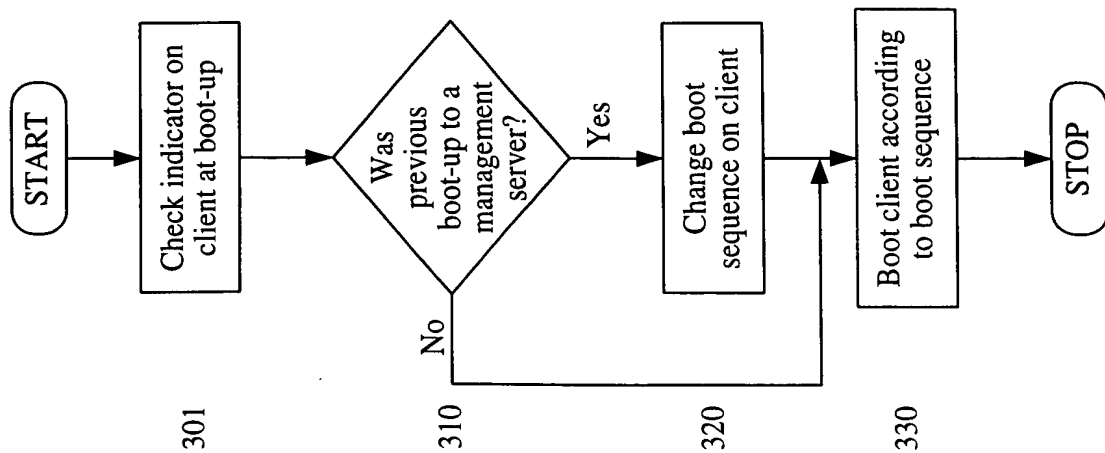 START
301
Check indicator on
client at boot-up
310
Was
previous
boot-up to a
management
server?
No
Yes
320
Change boot
sequence on client
330
Boot client according
to boot sequence
STOP